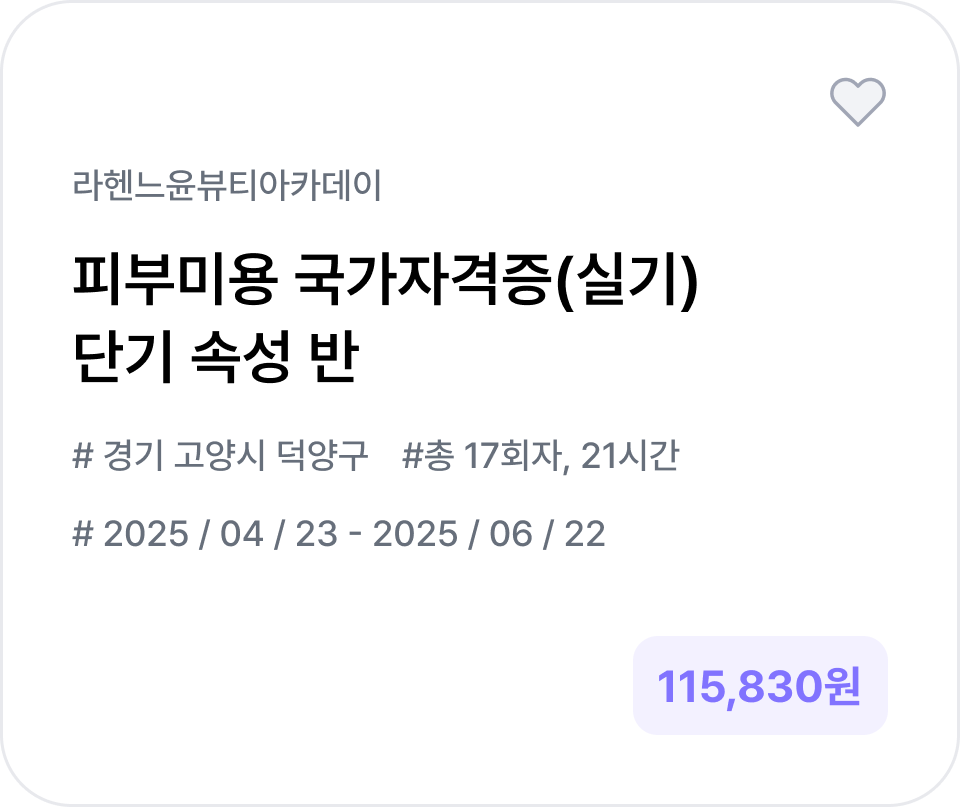 라헨느윤뷰티아카데이
피부미용 국가자격증(실기)
단기 속성 반
# 경기 고양시 덕양구 #총 17회자, 21시간
# 2025 / 04 / 23 - 2025 / 06 / 22
115,830원